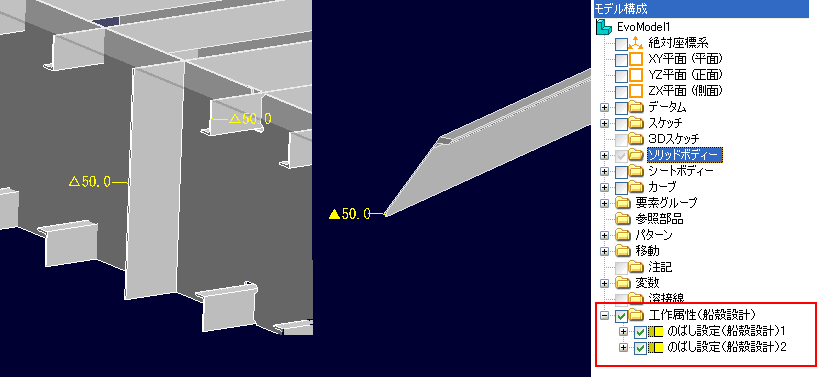 △50.0
△50.0
▲50.0
モデル構成
EvoModel1
絶対座標系
XY平面 (平面)
YZ平面 (正面)
ZX平面 (側面)
データム
スケッチ
3Dスケッチ
ソリッドボディー
シートボディー
カーブ
要素グループ
参照部品
パターン
移動
注記
変数
溶接線
工作属性(船殻設計)
のばし設定(船殻設計)1
のばし設定(船殻設計)2